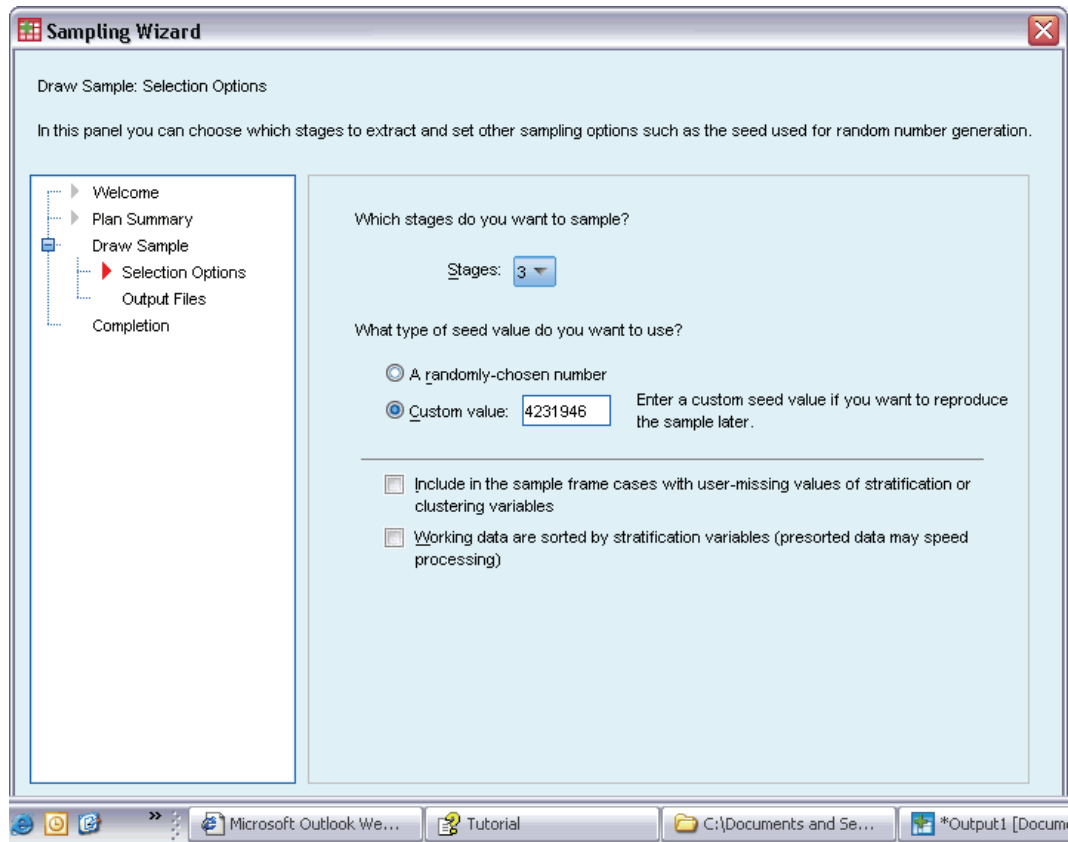 Sampling Wizard
Draw Sample: Selection Options
In this panel you can choose which stages to extract and set other sampling options such as the seed used for random number generation.
Welcome
Plan Summary
Draw Sample
Selection Options
Output Files
Completion
Which stages do you want to sample?
Stages: 3
What type of seed value do you want to use?
A randomly-chosen number
Custom value: 4231946
Enter a custom seed value if you want to reproduce
the sample later.
Include in the sample frame cases with user-missing values of stratification or
clustering variables
Working data are sorted by stratification variables (presorted data may speed
processing)
» Microsoft Outlook We... Tutorial C:\Documents and Se... *Output1 [Docum